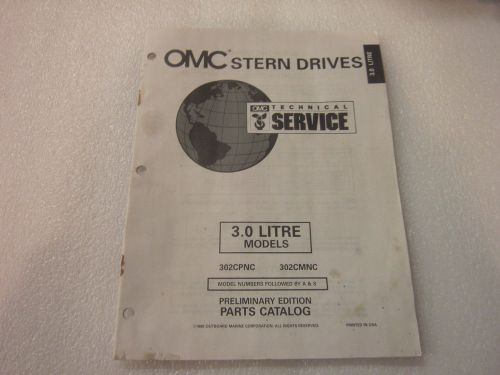 OMC® STERN DRIVES
3.0 LITRE
OMC TECHNICAL
SERVICE
3.0 LITRE
MODELS
302CPNC 302CMNC
MODEL NUMBERS FOLLOWED BY A & S
PRELIMINARY EDITION
PARTS CATALOG
OUTBOARD MARINE CORPORATION. ALL RIGHTS RESERVED.
PRINTED IN USA